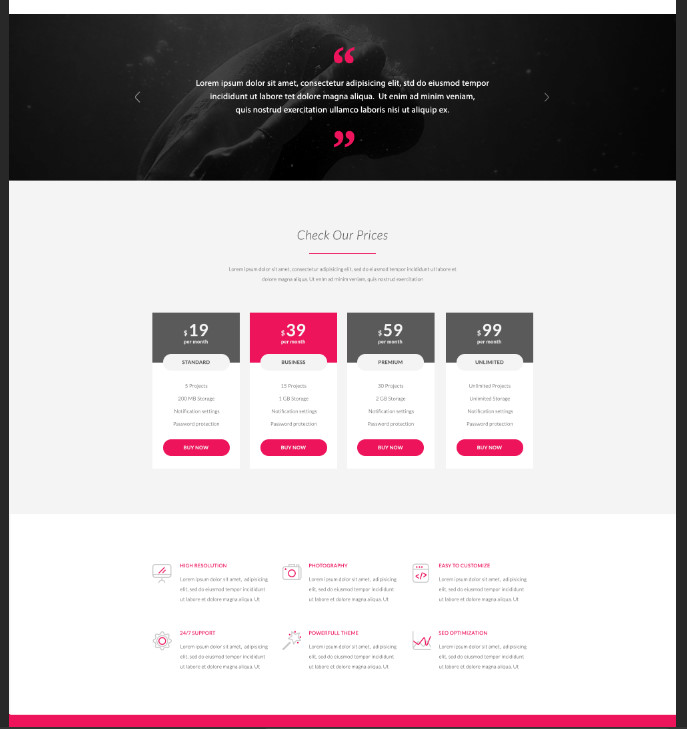 “
Lorem ipsum dolor sit amet, consectetur adipisicing elit, std do eiusmod tempor
incididunt ut labore tet dolore magna aliqua. Ut enim ad minim veniam,
quis nostrud exercitation ullamco laboris nisi ut aliquip ex.
”
Check Our Prices
Lorem ipsum dolor sit amet, consectetur adipisicing elit, sed do eiusmod tempor incididunt ut labore et
dolore magna aliqua. Ut enim ad minim veniam, quis nostrud exercitation
$19
per month
STANDARD
5 Projects
200 MB Storage
Notification settings
Password protection
BUY NOW
$39
per month
BUSINESS
15 Projects
1 GB Storage
Notification settings
Password protection
BUY NOW
$59
per month
PREMIUM
30 Projects
2 GB Storage
Notification settings
Password protection
BUY NOW
$99
per month
UNLIMITED
Unlimited Projects
Unlimited Storage
Notification settings
Password protection
BUY NOW
HIGH RESOLUTION
Lorem ipsum dolor sit amet, adipisicing
elit, sed do eiusmod tempor incididunt
ut labore et dolore magna aliqua. Ut
PHOTOGRAPHY
Lorem ipsum dolor sit amet, adipisicing
elit, sed do eiusmod tempor incididunt
ut labore et dolore magna aliqua. Ut
</>
EASY TO CUSTOMIZE
Lorem ipsum dolor sit amet, adipisicing
elit, sed do eiusmod tempor incididunt
ut labore et dolore magna aliqua. Ut
24/7 SUPPORT
Lorem ipsum dolor sit amet, adipisicing
elit, sed do eiusmod tempor incididunt
ut labore et dolore magna aliqua. Ut
POWERFULL THEME
Lorem ipsum dolor sit amet, adipisicing
elit, sed do eiusmod tempor incididunt
ut labore et dolore magna aliqua. Ut
SEO OPTIMIZATION
Lorem ipsum dolor sit amet, adipisicing
elit, sed do eiusmod tempor incididunt
ut labore et dolore magna aliqua. Ut